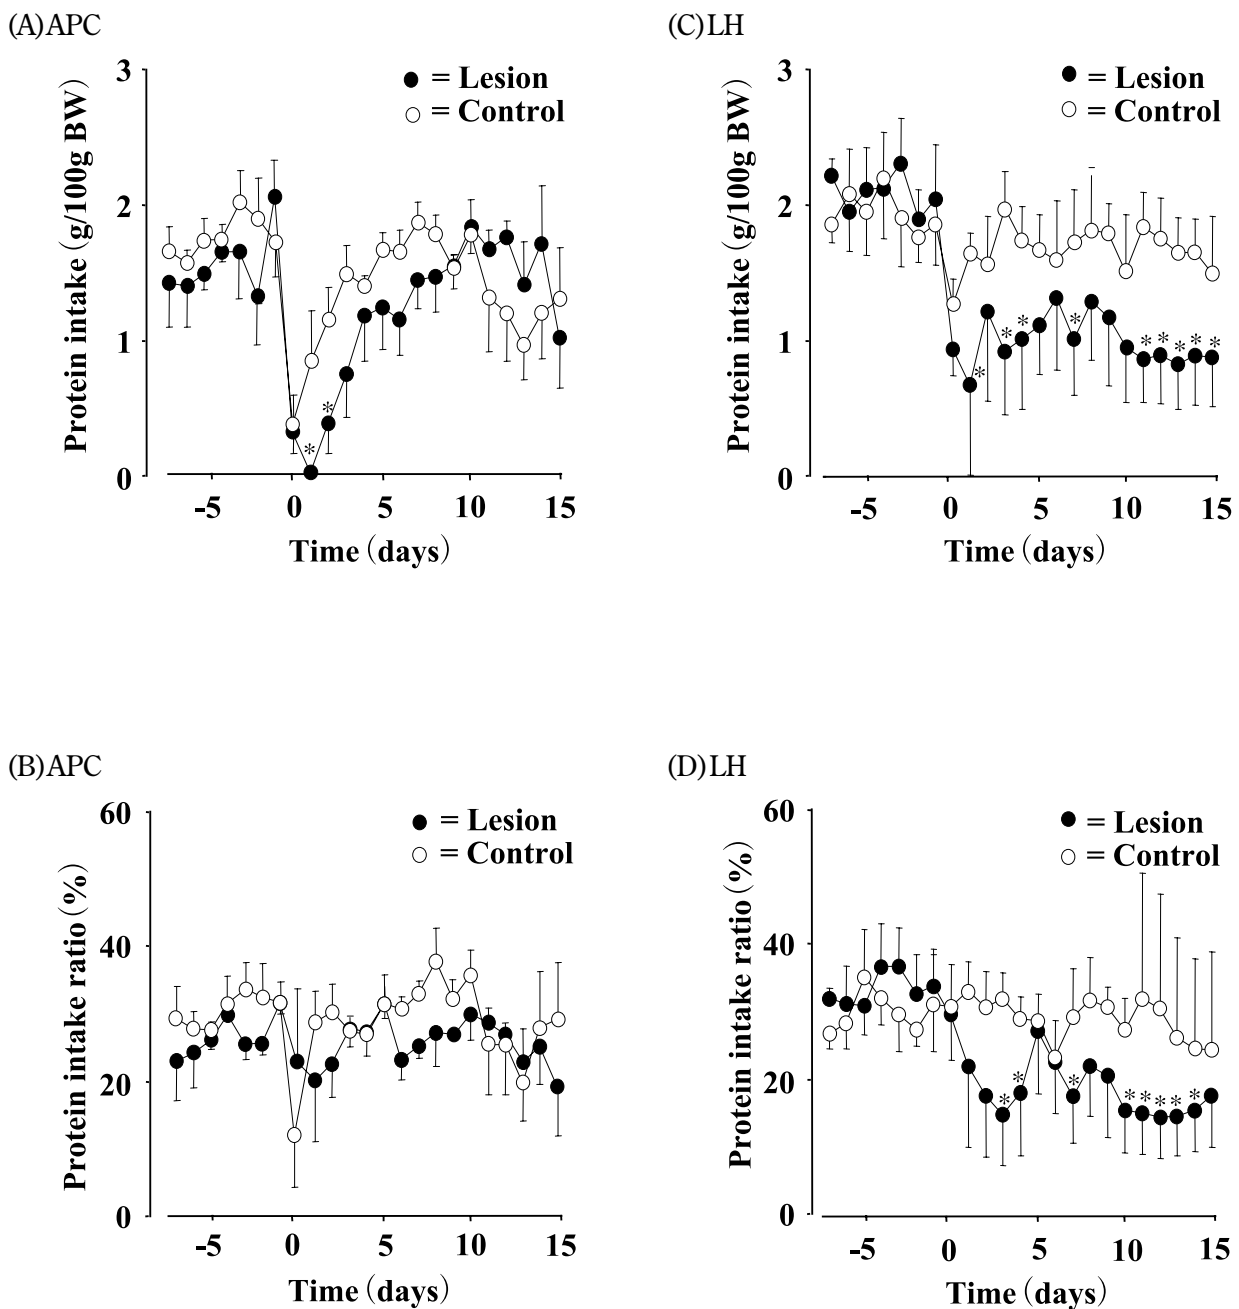 (A)APC
3
2
1
0
Protein intake (g/100g BW)
= Lesion
= Control
*
*
-5 0 5 10 15
Time (days)
(C)LH
3
2
1
0
Protein intake (g/100g BW)
= Lesion
= Control
* * * * * * * * *
-5 0 5 10 15
Time (days)
(B)APC
60
40
20
0
Protein intake ratio (%)
= Lesion
= Control
-5 0 5 10 15
Time (days)
(D)LH
60
40
20
0
Protein intake ratio (%)
= Lesion
= Control
* * * * * * * *
-5 0 5 10 15
Time (days)